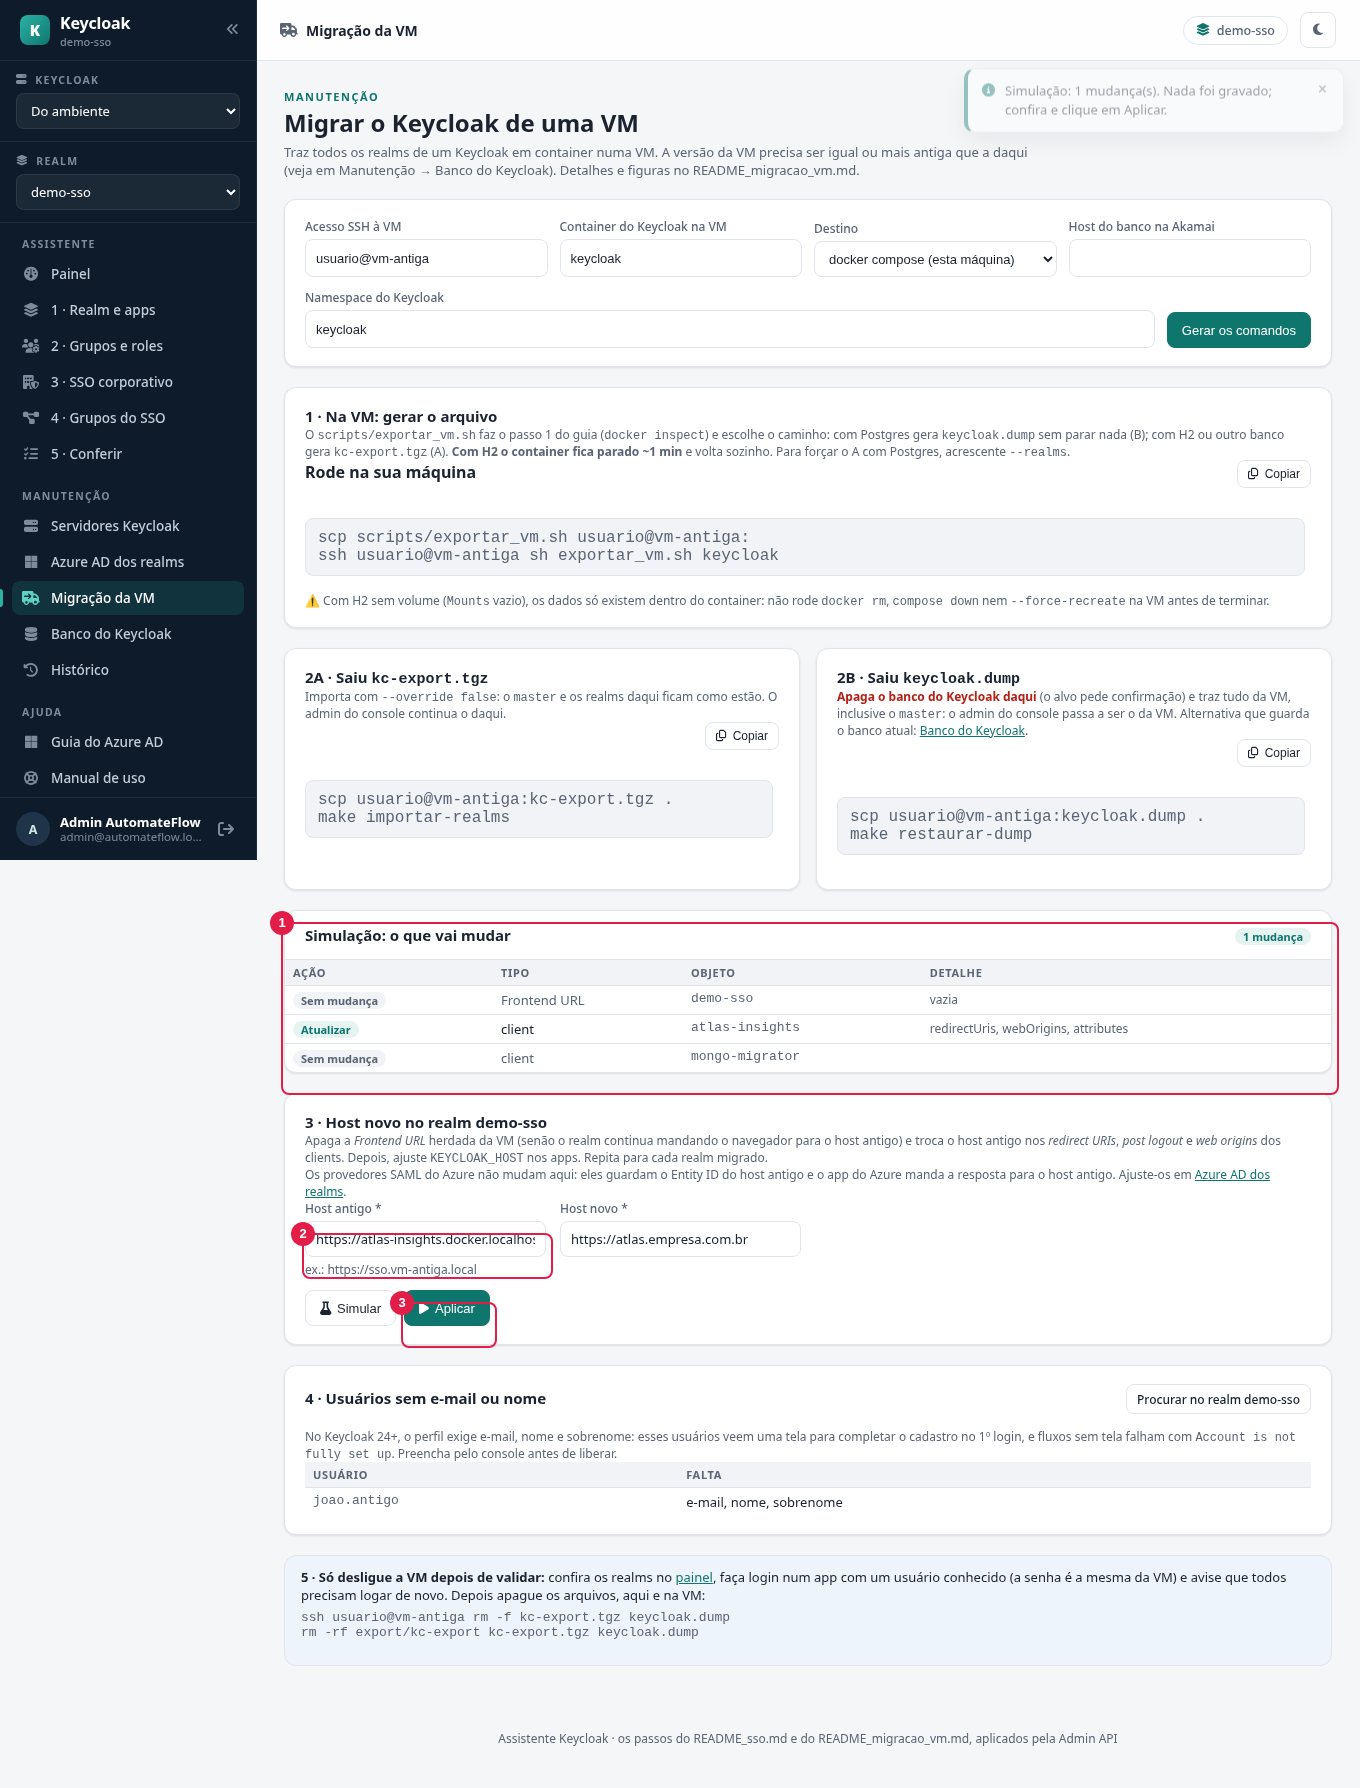 K
Keycloak
demo-sso
KEYCLOAK
Do ambiente
REALM
demo-sso
ASSISTENTE
Painel
1 · Realm e apps
2 · Grupos e roles
3 · SSO corporativo
4 · Grupos do SSO
5 · Conferir
MANUTENÇÃO
Servidores Keycloak
Azure AD dos realms
Migração da VM
Banco do Keycloak
Histórico
AJUDA
Guia do Azure AD
Manual de uso
A
Admin AutomateFlow
admin@automateflow.lo...
Migração da VM
demo-sso
Simulação: 1 mudança(s). Nada foi gravado;
confira e clique em Aplicar.
×
MANUTENÇÃO
Migrar o Keycloak de uma VM
Traz todos os realms de um Keycloak em container numa VM. A versão da VM precisa ser igual ou mais antiga que a daqui
(veja em Manutenção → Banco do Keycloak). Detalhes e figuras no README_migracao_vm.md.
Acesso SSH à VM
usuario@vm-antiga
Container do Keycloak na VM
keycloak
Destino
docker compose (esta máquina)
Host do banco na Akamai
Namespace do Keycloak
keycloak
Gerar os comandos
1 · Na VM: gerar o arquivo
O scripts/exportar_vm.sh faz o passo 1 do guia (docker inspect) e escolhe o caminho: com Postgres gera keycloak.dump sem parar nada (B); com H2 ou outro banco
gera kc-export.tgz (A). Com H2 o container fica parado ~1 min e volta sozinho. Para forçar o A com Postgres, acrescente --realms.
Rode na sua máquina
Copiar
scp scripts/exportar_vm.sh usuario@vm-antiga:
ssh usuario@vm-antiga sh exportar_vm.sh keycloak
⚠️ Com H2 sem volume (Mounts vazio), os dados só existem dentro do container: não rode docker rm, compose down nem --force-recreate na VM antes de terminar.
2A · Saiu kc-export.tgz
Importa com --override false: o master e os realms daqui ficam como estão. O
admin do console continua o daqui.
Copiar
scp usuario@vm-antiga:kc-export.tgz .
make importar-realms
2B · Saiu keycloak.dump
Apaga o banco do Keycloak daqui (o alvo pede confirmação) e traz tudo da VM,
inclusive o master: o admin do console passa a ser o da VM. Alternativa que guarda
o banco atual: Banco do Keycloak.
Copiar
scp usuario@vm-antiga:keycloak.dump .
make restaurar-dump
1
Simulação: o que vai mudar
1 mudança
AÇÃO TIPO OBJETO DETALHE
Sem mudança Frontend URL demo-sso vazia
Atualizar client atlas-insights redirectUris, webOrigins, attributes
Sem mudança client mongo-migrator
3 · Host novo no realm demo-sso
Apaga a Frontend URL herdada da VM (senão o realm continua mandando o navegador para o host antigo) e troca o host antigo nos redirect URIs, post logout e web origins dos
clients. Depois, ajuste KEYCLOAK_HOST nos apps. Repita para cada realm migrado.
Os provedores SAML do Azure não mudam aqui: eles guardam o Entity ID do host antigo e o app do Azure manda a resposta para o host antigo. Ajuste-os em Azure AD dos
realms.
Host antigo *
Host novo *
2
https://atlas-insights.docker.localhos
https://atlas.empresa.com.br
ex.: https://sso.vm-antiga.local
Simular
3
Aplicar
4 · Usuários sem e-mail ou nome
Procurar no realm demo-sso
No Keycloak 24+, o perfil exige e-mail, nome e sobrenome: esses usuários veem uma tela para completar o cadastro no 1º login, e fluxos sem tela falham com Account is not
fully set up. Preencha pelo console antes de liberar.
USUÁRIO FALTA
joao.antigo e-mail, nome, sobrenome
5 · Só desligue a VM depois de validar: confira os realms no painel, faça login num app com um usuário conhecido (a senha é a mesma da VM) e avise que todos
precisam logar de novo. Depois apague os arquivos, aqui e na VM:
ssh usuario@vm-antiga rm -f kc-export.tgz keycloak.dump
rm -rf export/kc-export kc-export.tgz keycloak.dump
Assistente Keycloak · os passos do README_sso.md e do README_migracao_vm.md, aplicados pela Admin API